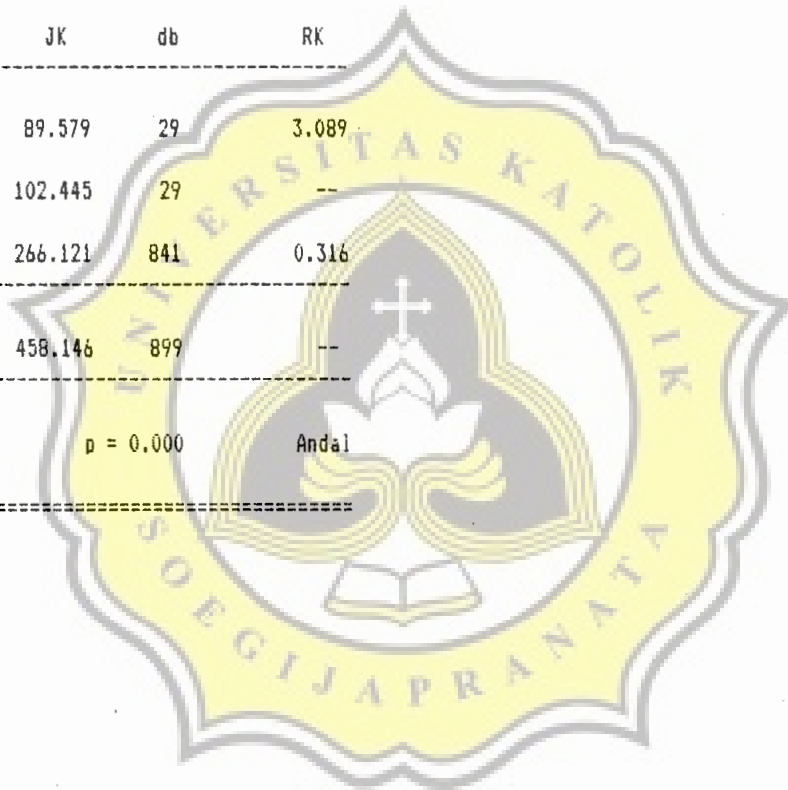 JK db RK
89.579 29 3.089
102.445 29 --
266.121 841 0.316
458.146 899 --
p = 0.000 Andal
UNIVERSITAS KATOLIK
SOEGIJAPRANATA